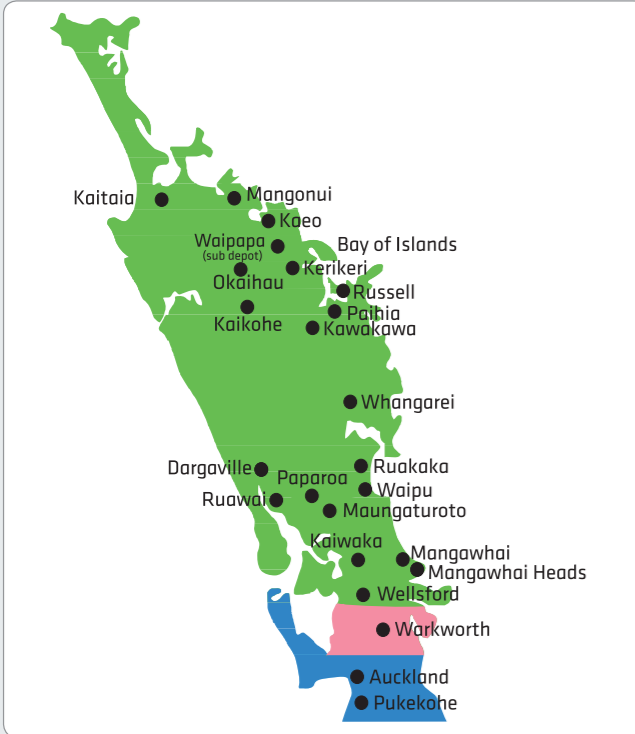 Kaitaia
Mangonui
Kaeo
Waipapa
(sub depot)
Bay of Islands
Kerikeri
Okaihau
Russell
Paihia
Kaikohe
Kawakawa
Whangarei
Dargaville
Ruakaka
Paparoa
Waipu
Ruawai
Maungaturoto
Kaiwaka
Mangawhai
Mangawhai Heads
Wellsford
Warkworth
Auckland
Pukekohe